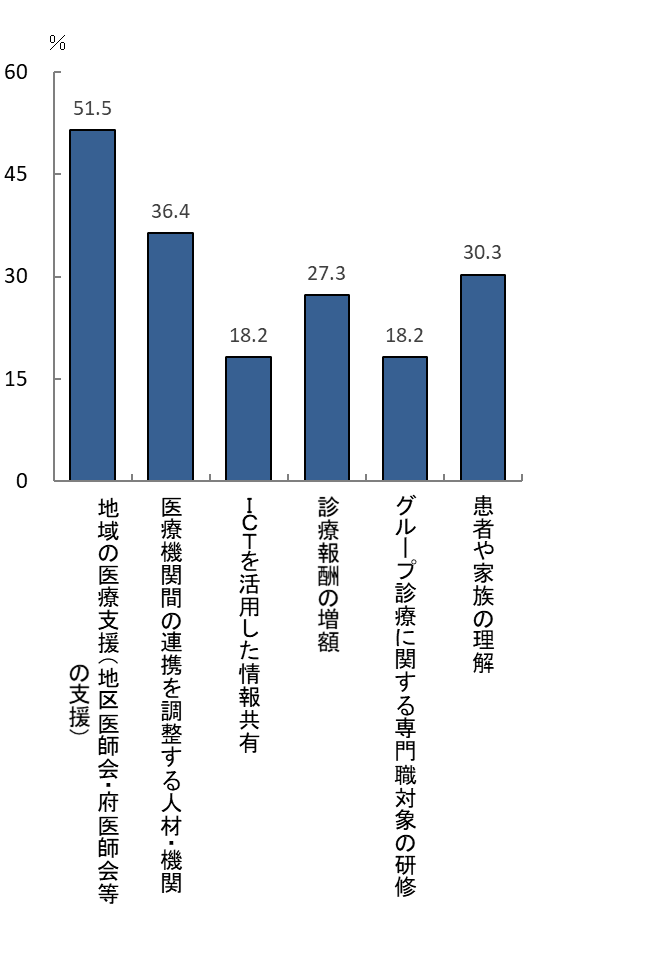 ％
60
45
30
15
0
51.5
36.4
18.2
27.3
18.2
30.3
地域の医療支援（地区医師会・府医師会等
の支援）
医療機関間の連携を調整する人材・機関
ＩＣＴを活用した情報共有
診療報酬の増額
グループ診療に関する専門職対象の研修
患者や家族の理解